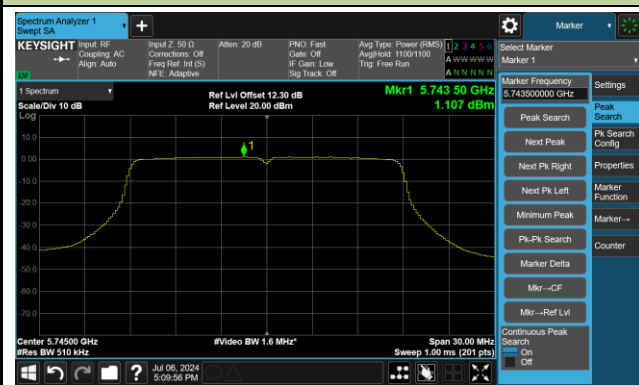 Spectrum Analyzer 1
Swept SA
Marker
KEYSIGHT
Input: RF
Coupling: AC
Align: Auto
Input Z: 50 Ω
Corrections: Off
Freq Ref: Int (S)
NFE: Adaptive
Atten: 20 dB
PNO: Fast
Gate: Off
IF Gain: Low
Sig Track: Off
Avg Type: Power (RMS)
Avg|Hold: 1100/1100
Trig: Free Run
1 2 3 4 5 6
A W W W W W
A N N N N N
Select Marker
Marker 1
1 Spectrum
Scale/Div 10 dB
Log
Ref Lvl Offset 12.30 dB
Ref Level 20.00 dBm
Mkr1 5.743 50 GHz
1.107 dBm
10.0
0.00
-10.0
-20.0
-30.0
-40.0
-50.0
-60.0
-70.0
1
Center 5.74500 GHz
#Res BW 510 kHz
#Video BW 1.6 MHz*
Span 30.00 MHz
Sweep 1.00 ms (201 pts)
Marker Frequency
5.743500000 GHz
Peak Search
Next Peak
Next Pk Right
Next Pk Left
Minimum Peak
Pk-Pk Search
Marker Delta
Mkr→CF
Mkr→Ref Lvl
Continuous Peak
Search
On
Off
Settings
Peak
Search
Pk Search
Config
Properties
Marker
Function
Marker→
Counter
Jul 06, 2024
5:09:56 PM